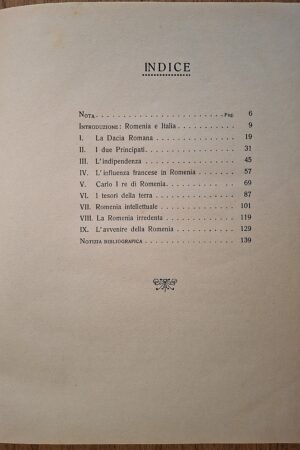 INDICE
NOTA . . . . . . . . . . . . . . . . . . . Pag. 6
INTRODUZIONE: Romenia e Italia . . . . . . . . . 9
I. La Dacia Romana . . . . . . . . . . . . 19
II. I due Principati. . . . . . . . . . . . . 31
III. L'indipendenza . . . . . . . . . . . . 45
IV. L'influenza francese in Romenia . . . . . . 57
V. Carlo I re di Romenia. . . . . . . . . . 69
VI. I tesori della terra . . . . . . . . . . . 87
VII. Romenia intellettuale . . . . . . . . . . 101
VIII. La Romenia irredenta . . . . . . . . . . 119
IX. L'avvenire della Romenia . . . . . . . . 129
NOTIZIA BIBLIOGRAFICA . . . . . . . . . . . . . 139